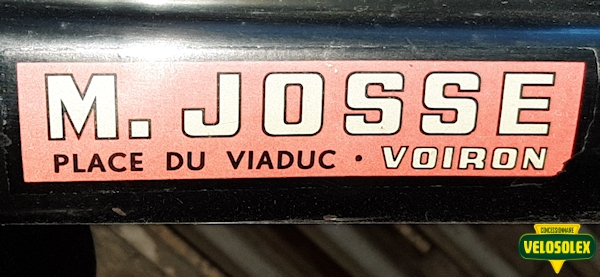 M. JOSSE
PLACE DU VIADUC · VOIRON
CONCESSIONNAIRE
VELOSOLEX